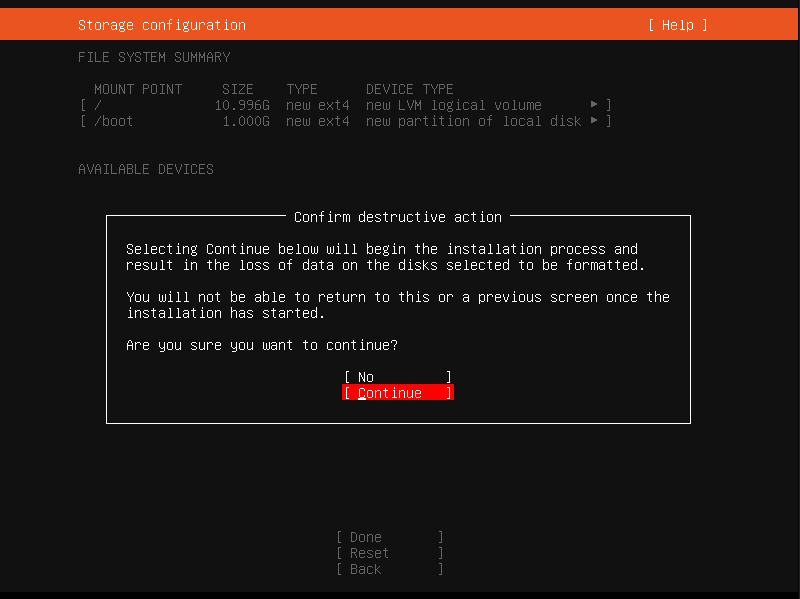 Storage configuration [ Help ]
FILE SYSTEM SUMMARY
MOUNT POINT SIZE TYPE DEVICE TYPE
[ / 10.996G new ext4 new LVM logical volume ▸ ]
[ /boot 1.000G new ext4 new partition of local disk ▸ ]
AVAILABLE DEVICES
Confirm destructive action
Selecting Continue below will begin the installation process and
result in the loss of data on the disks selected to be formatted.
You will not be able to return to this or a previous screen once the
installation has started.
Are you sure you want to continue?
[ No ]
[ Continue ]
[ Done ]
[ Reset ]
[ Back ]